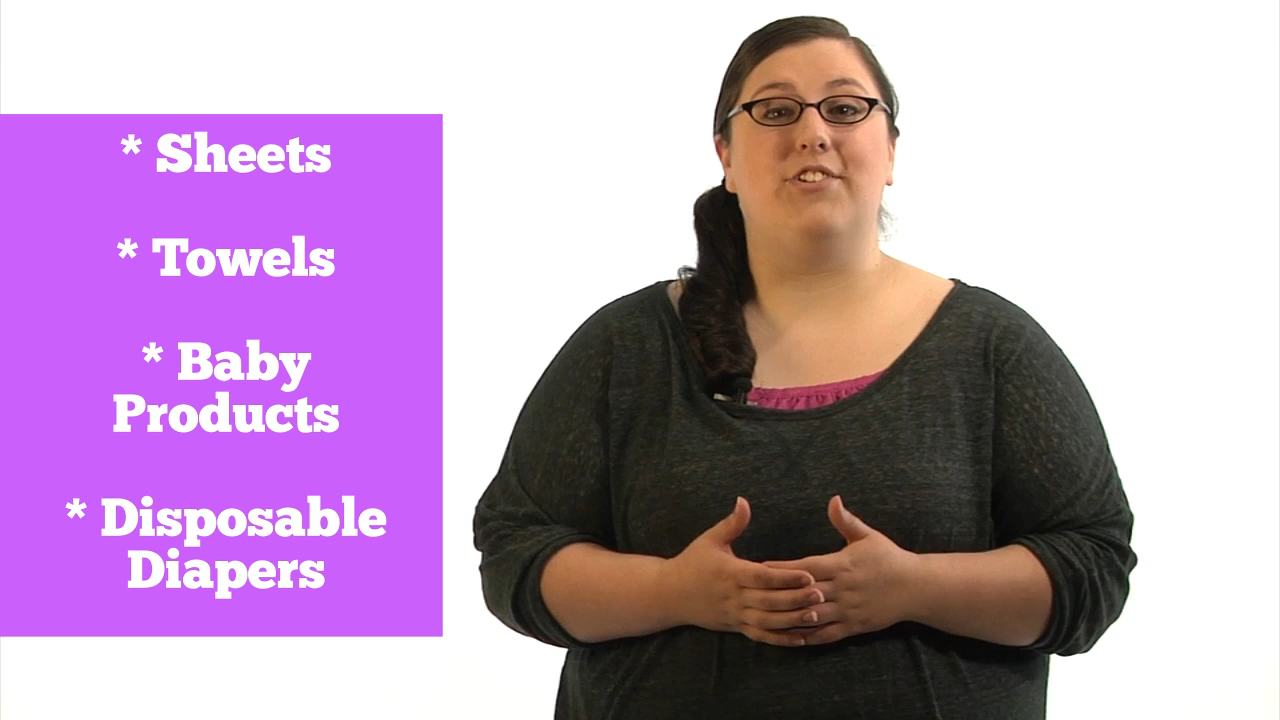 * Sheets
* Towels
* Baby
Products
* Disposable
Diapers